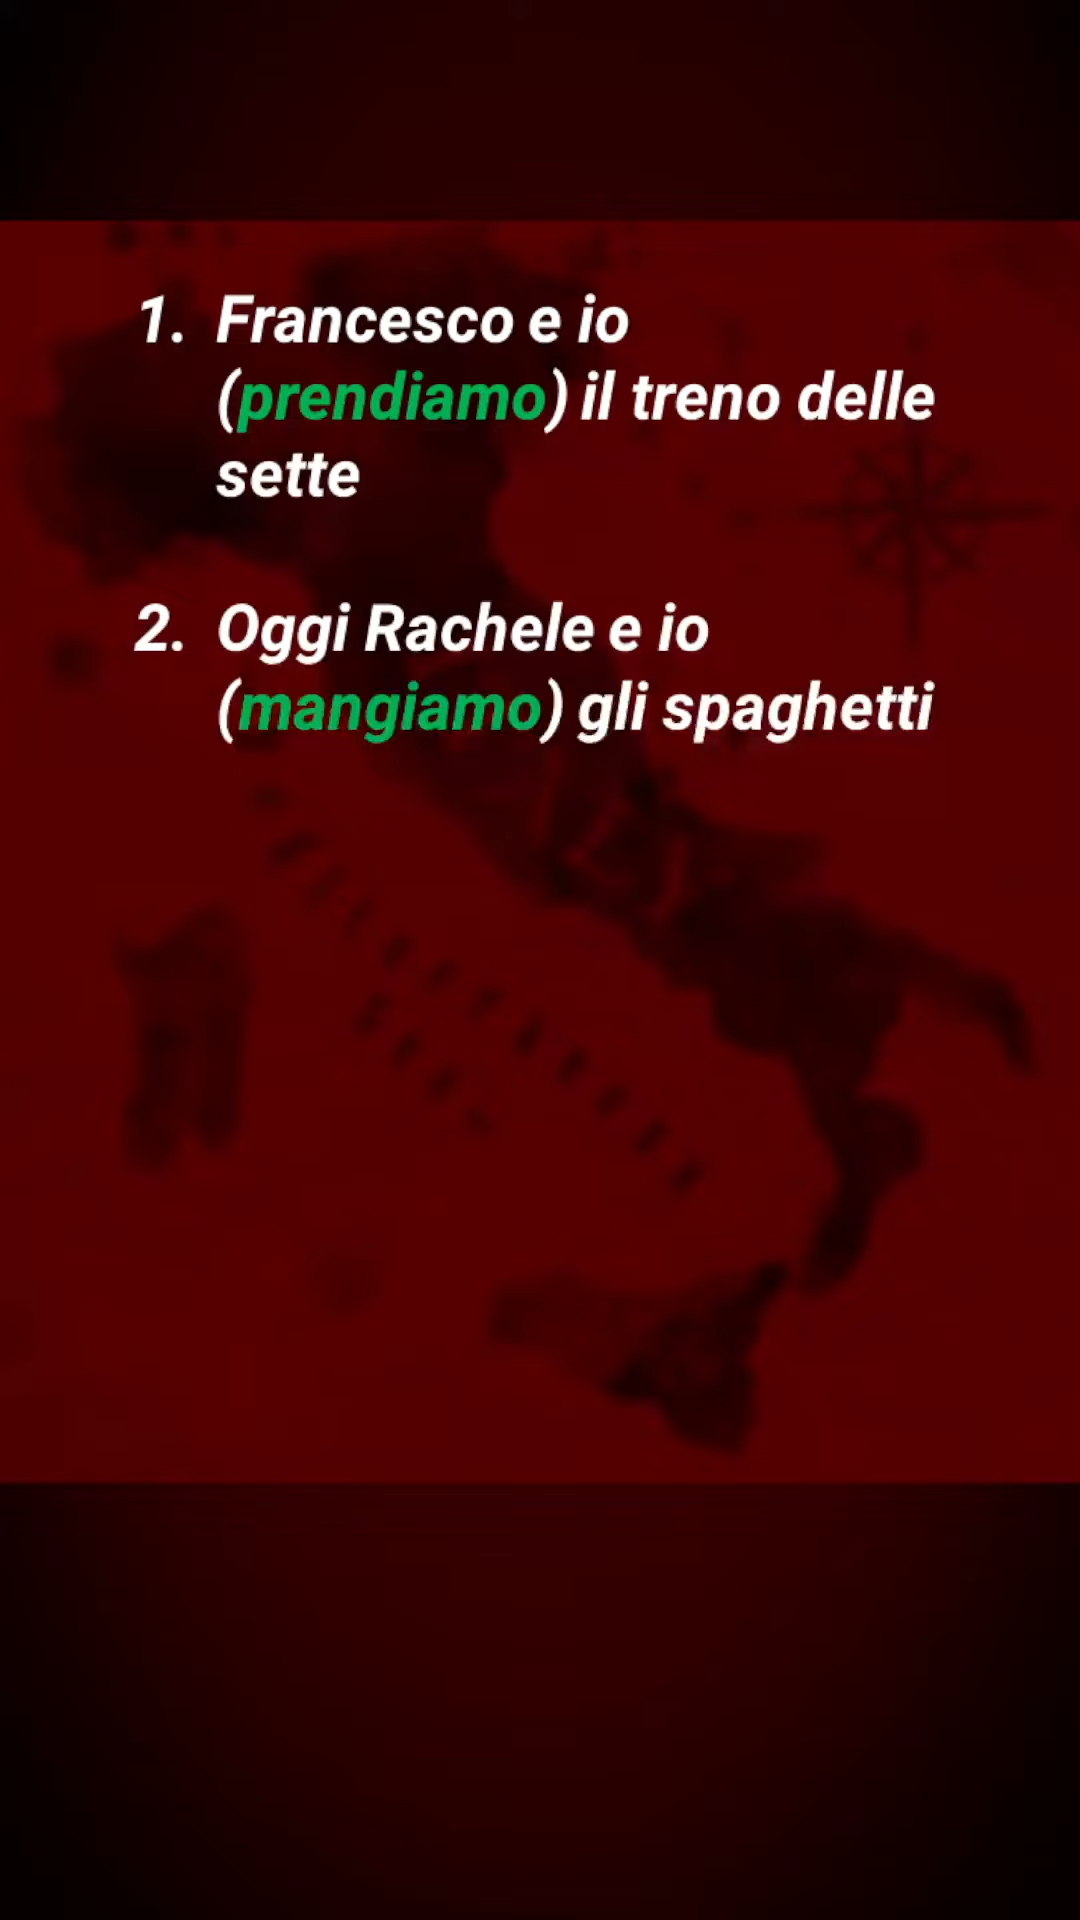 1. Francesco e io
(prendiamo) il treno delle
sette
2. Oggi Rachele e io
(mangiamo) gli spaghetti